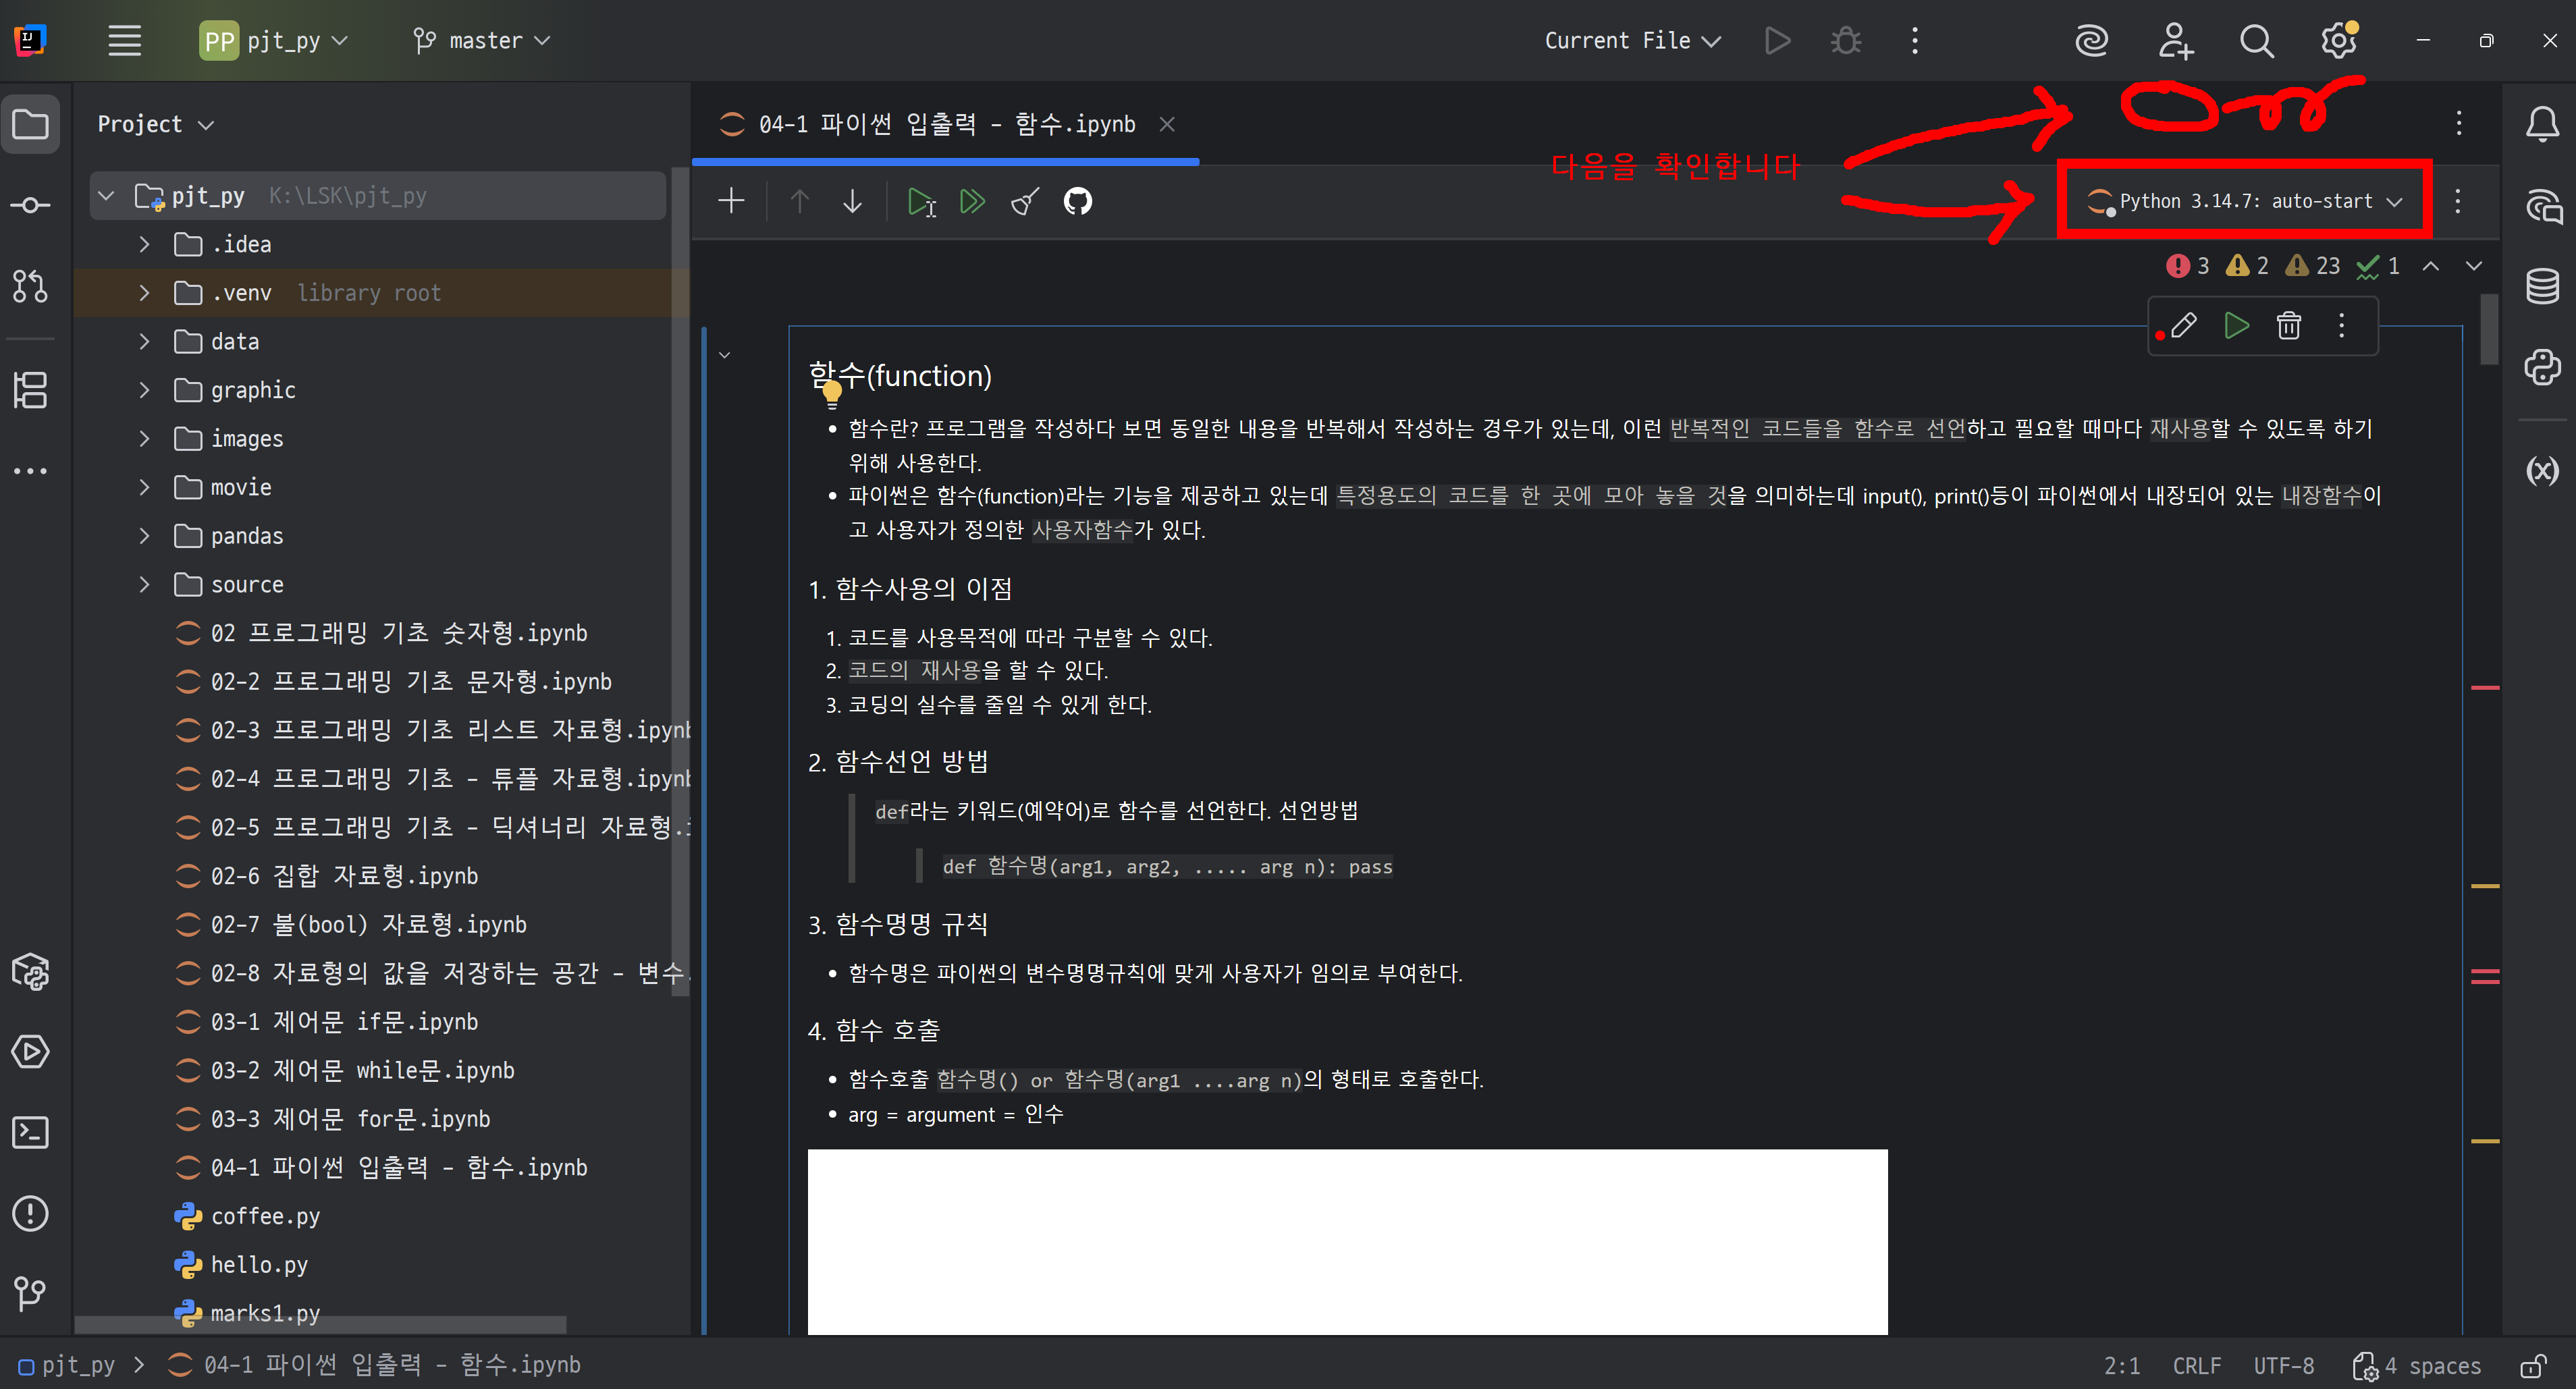 PP pjt_py master Current File
Project
04-1 파이썬 입출력 - 함수.ipynb
다음을 확인합니다
pjt_py K:\LSK\pjt_py
Python 3.14.7: auto-start
.idea
3 2 23 1
.venv library root
data
graphic
images
movie
pandas
source
02 프로그래밍 기초 숫자형.ipynb
02-2 프로그래밍 기초 문자형.ipynb
02-3 프로그래밍 기초 리스트 자료형.ipynb
02-4 프로그래밍 기초 - 튜플 자료형.ipynb
02-5 프로그래밍 기초 - 딕셔너리 자료형.i
02-6 집합 자료형.ipynb
02-7 불(bool) 자료형.ipynb
02-8 자료형의 값을 저장하는 공간 - 변수.
03-1 제어문 if문.ipynb
03-2 제어문 while문.ipynb
03-3 제어문 for문.ipynb
04-1 파이썬 입출력 - 함수.ipynb
coffee.py
hello.py
marks1.py
함수(function)
함수란? 프로그램을 작성하다 보면 동일한 내용을 반복해서 작성하는 경우가 있는데, 이런 반복적인 코드들을 함수로 선언하고 필요할 때마다 재사용할 수 있도록 하기
위해 사용한다.
파이썬은 함수(function)라는 기능을 제공하고 있는데 특정용도의 코드를 한 곳에 모아 놓을 것을 의미하는데 input(), print()등이 파이썬에서 내장되어 있는 내장함수이
고 사용자가 정의한 사용자함수가 있다.
1. 함수사용의 이점
1. 코드를 사용목적에 따라 구분할 수 있다.
2. 코드의 재사용을 할 수 있다.
3. 코딩의 실수를 줄일 수 있게 한다.
2. 함수선언 방법
def라는 키워드(예약어)로 함수를 선언한다. 선언방법
def 함수명(arg1, arg2, ..... arg n): pass
3. 함수명명 규칙
함수명은 파이썬의 변수명명규칙에 맞게 사용자가 임의로 부여한다.
4. 함수 호출
함수호출 함수명() or 함수명(arg1 ....arg n)의 형태로 호출한다.
arg = argument = 인수
pjt_py > 04-1 파이썬 입출력 - 함수.ipynb
2:1 CRLF UTF-8 4 spaces